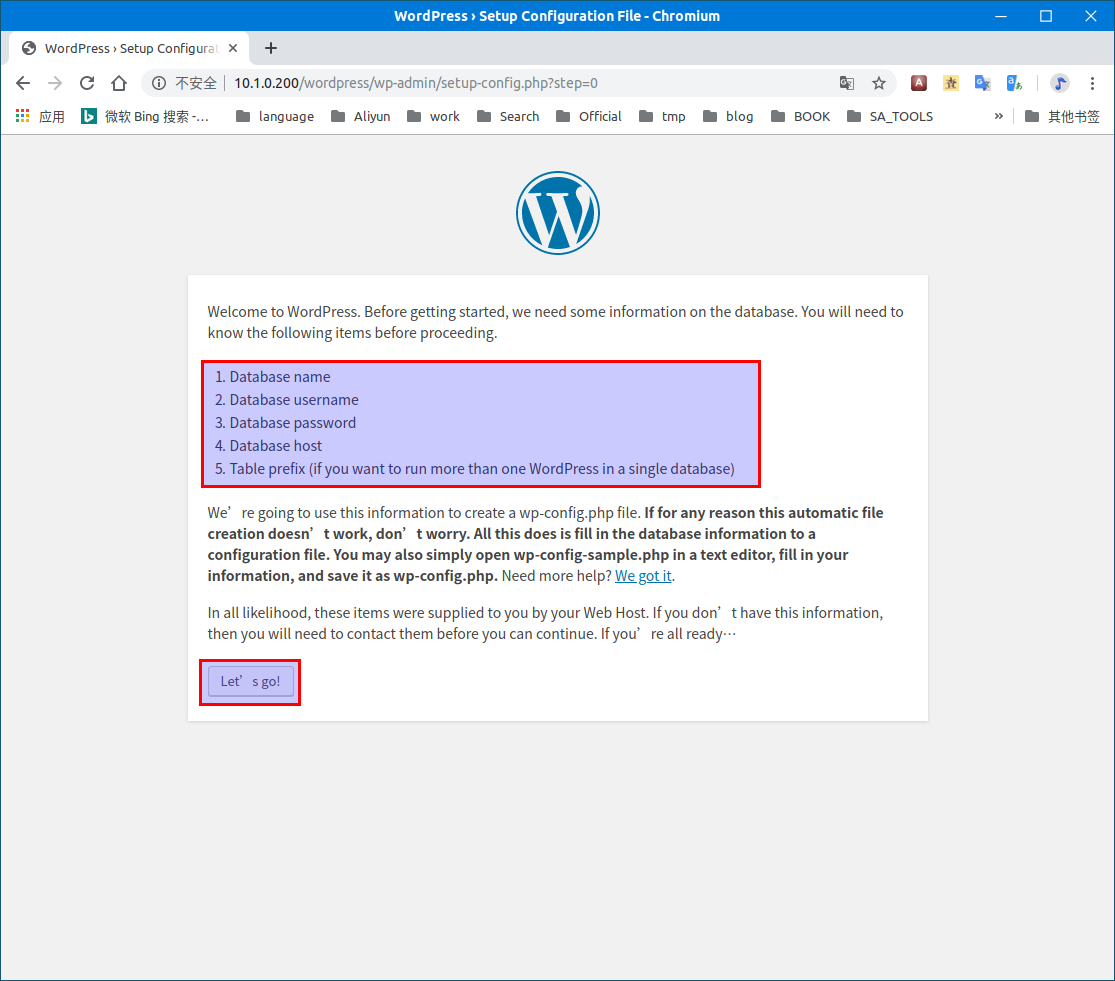 WordPress › Setup Configuration File - Chromium
WordPress › Setup Configurat
不安全 10.1.0.200/wordpress/wp-admin/setup-config.php?step=0
应用 微软 Bing 搜索 -... language Aliyun work Search Official tmp blog BOOK SA_TOOLS » 其他书签
Welcome to WordPress. Before getting started, we need some information on the database. You will need to
know the following items before proceeding.
1. Database name
2. Database username
3. Database password
4. Database host
5. Table prefix (if you want to run more than one WordPress in a single database)
We’re going to use this information to create a wp-config.php file. If for any reason this automatic file
creation doesn’t work, don’t worry. All this does is fill in the database information to a
configuration file. You may also simply open wp-config-sample.php in a text editor, fill in your
information, and save it as wp-config.php. Need more help? We got it.
In all likelihood, these items were supplied to you by your Web Host. If you don’t have this information,
then you will need to contact them before you can continue. If you’re all ready…
Let’s go!